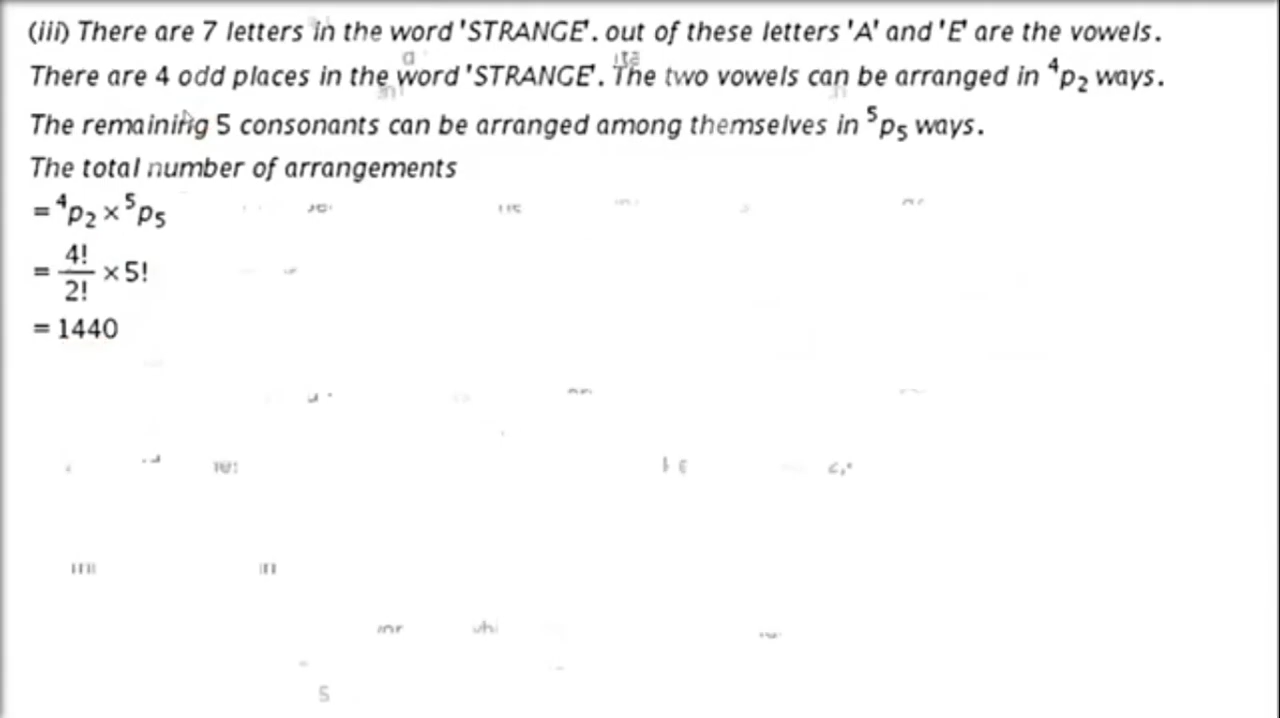 (iii) There are 7 letters in the word 'STRANGE'. out of these letters 'A' and 'E' are the vowels.
There are 4 odd places in the word 'STRANGE'. The two vowels can be arranged in ⁴p₂ ways.
The remaining 5 consonants can be arranged among themselves in ⁵p₅ ways.
The total number of arrangements
= ⁴p₂ × ⁵p₅
= 4!/2! × 5!
= 1440